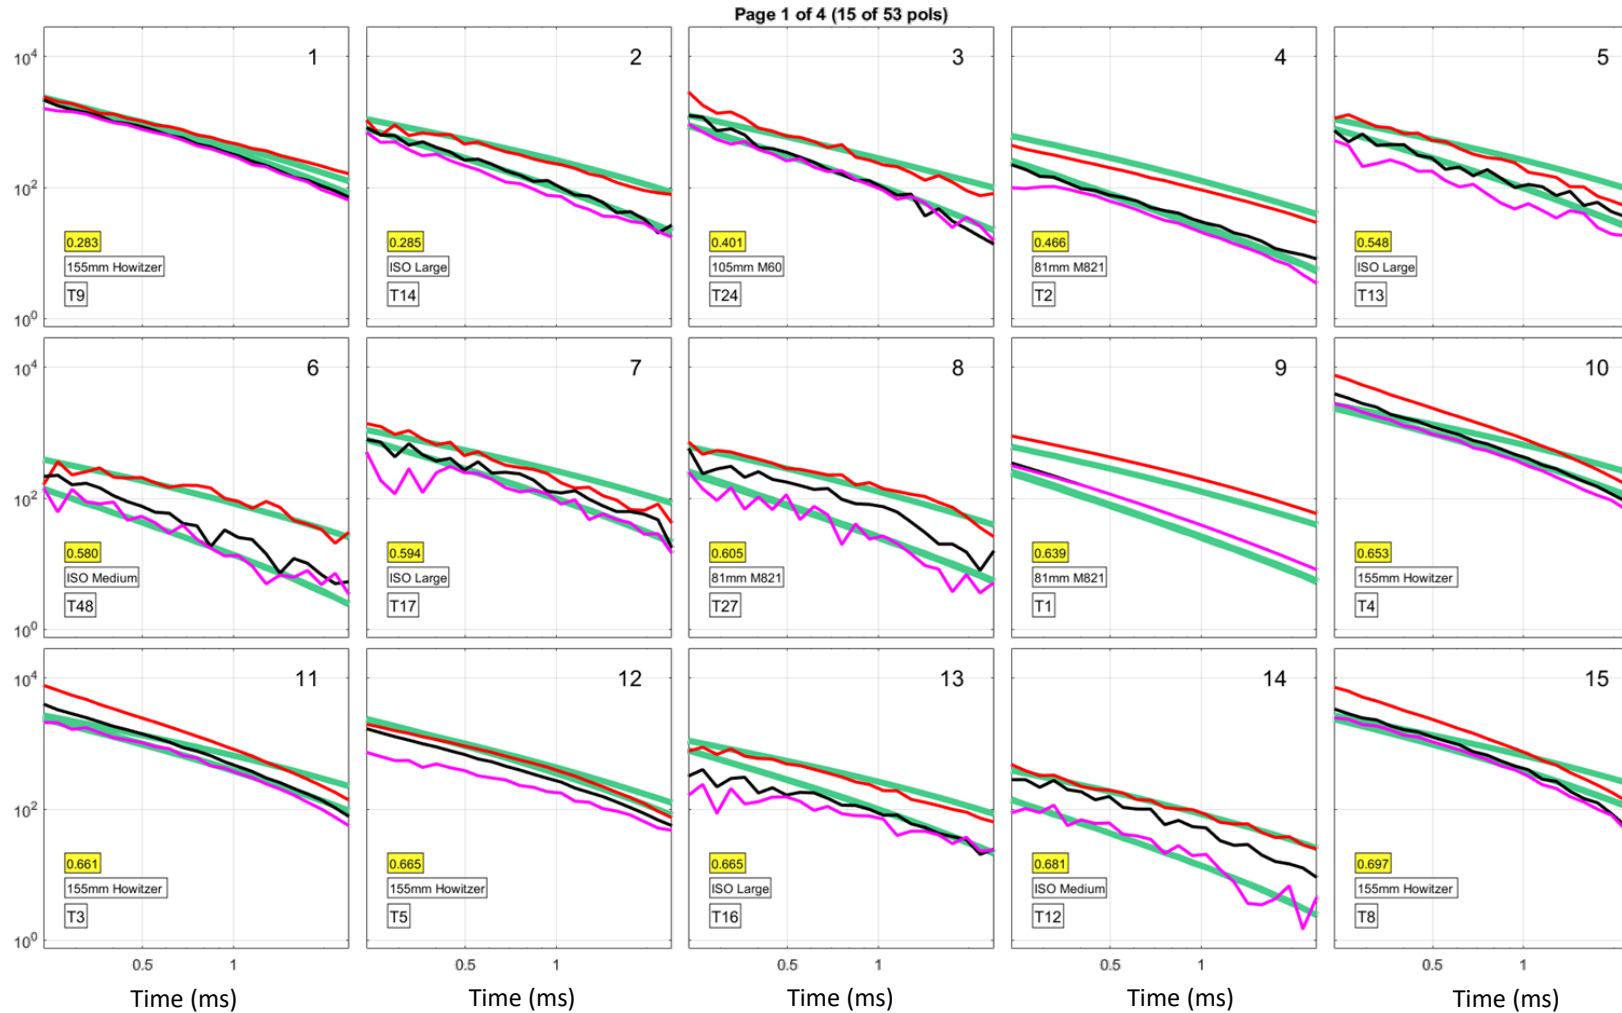 Page 1 of 4 (15 of 53 pols)
10^4
10^2
10^0
1
0.283
155mm Howitzer
T9
2
0.285
ISO Large
T14
3
0.401
105mm M60
T24
4
0.466
81mm M821
T2
5
0.548
ISO Large
T13
10^4
10^2
10^0
6
0.580
ISO Medium
T48
7
0.594
ISO Large
T17
8
0.605
81mm M821
T27
9
0.639
81mm M821
T1
10
0.653
155mm Howitzer
T4
10^4
10^2
10^0
11
0.661
155mm Howitzer
T3
12
0.665
155mm Howitzer
T5
13
0.665
ISO Large
T16
14
0.681
ISO Medium
T12
15
0.697
155mm Howitzer
T8
0.5 1 0.5 1 0.5 1 0.5 1 0.5 1
Time (ms) Time (ms) Time (ms) Time (ms) Time (ms)